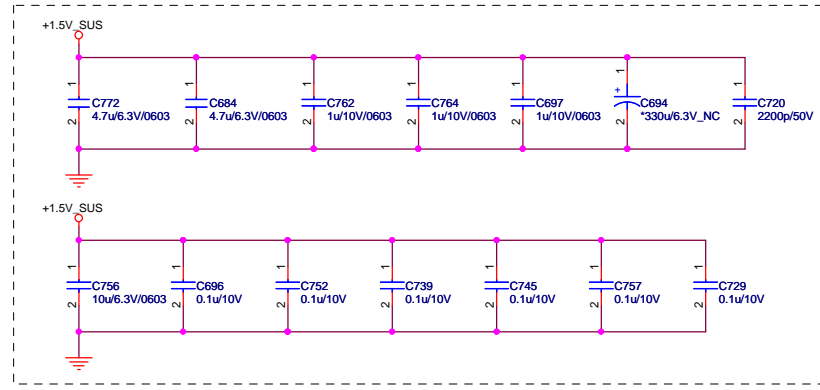 +1.5V_SUS
1 1 1 1 1 1 1
+
C772 C684 C762 C764 C697 C694 C720
4.7u/6.3V/0603 4.7u/6.3V/0603 1u/10V/0603 1u/10V/0603 1u/10V/0603 *330u/6.3V_NC 2200p/50V
2 2 2 2 2 2 2
+1.5V_SUS
1 1 1 1 1 1 1
C756 C696 C752 C739 C745 C757 C729
10u/6.3V/0603 0.1u/10V 0.1u/10V 0.1u/10V 0.1u/10V 0.1u/10V 0.1u/10V
2 2 2 2 2 2 2